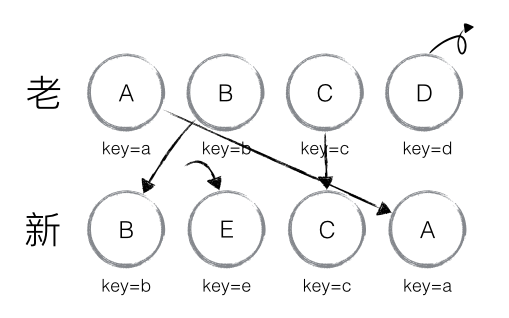 老 A B C D
key=a key=b key=c key=d
新 B E C A
key=b key=e key=c key=a